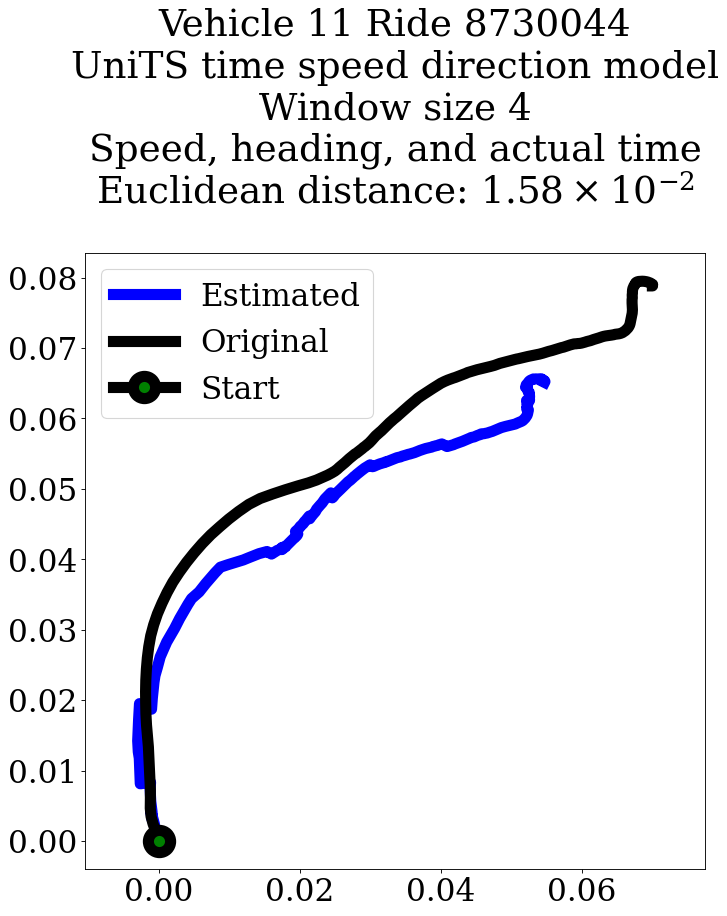 Vehicle 11 Ride 8730044
UniTS time speed direction model
Window size 4
Speed, heading, and actual time
Euclidean distance: 1.58 × 10⁻²
Estimated
Original
Start
0.08
0.07
0.06
0.05
0.04
0.03
0.02
0.01
0.00
0.00 0.02 0.04 0.06